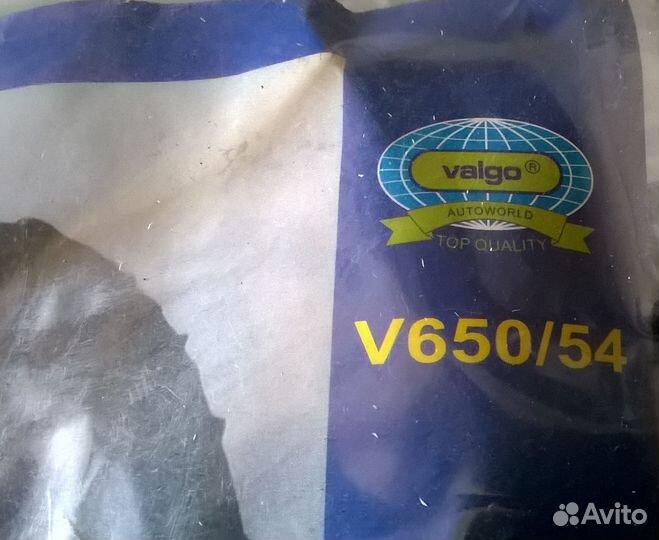 valgo®
AUTOWORLD
TOP QUALITY
V650/54
Avito